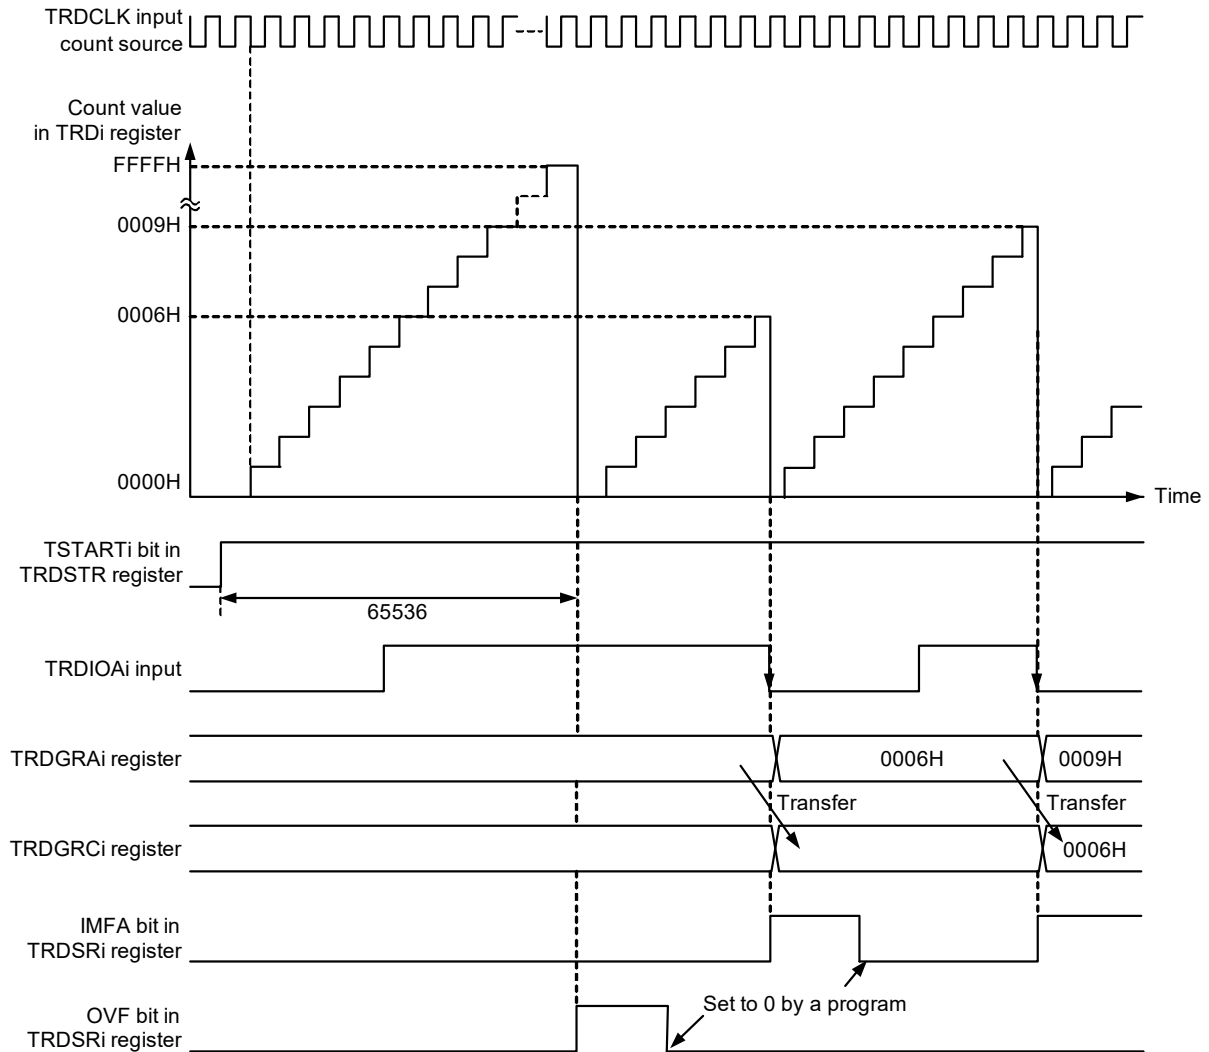 TRDCLK input
count source
Count value
in TRDi register
FFFFH
0009H
0006H
0000H
Time
TSTARTi bit in
TRDSTR register
65536
TRDIOAi input
TRDGRAi register
0006H
0009H
Transfer
Transfer
TRDGRCi register
0006H
IMFA bit in
TRDSRi register
Set to 0 by a program
OVF bit in
TRDSRi register